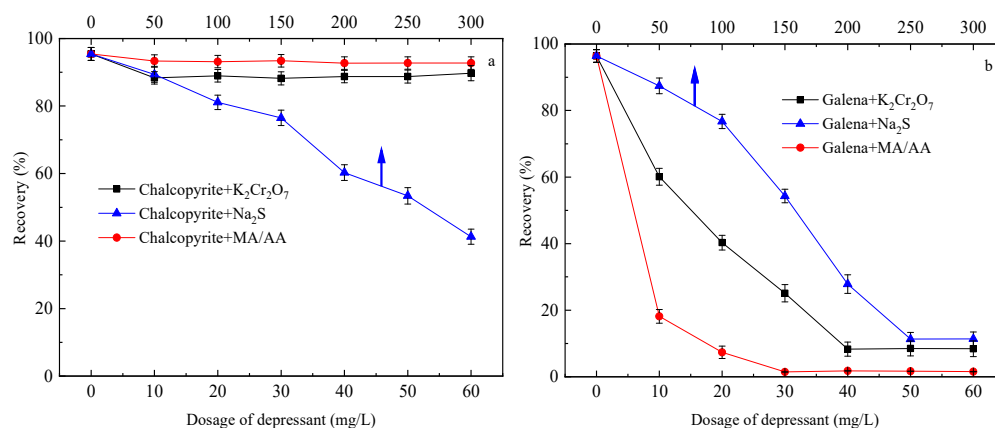 0 50 100 150 200 250 300
100
80
60
40
20
0
Recovery (%)
a
Chalcopyrite+K₂Cr₂O₇
Chalcopyrite+Na₂S
Chalcopyrite+MA/AA
0 10 20 30 40 50 60
Dosage of depressant (mg/L)
0 50 100 150 200 250 300
100
80
60
40
20
0
Recovery (%)
b
Galena+K₂Cr₂O₇
Galena+Na₂S
Galena+MA/AA
0 10 20 30 40 50 60
Dosage of depressant (mg/L)